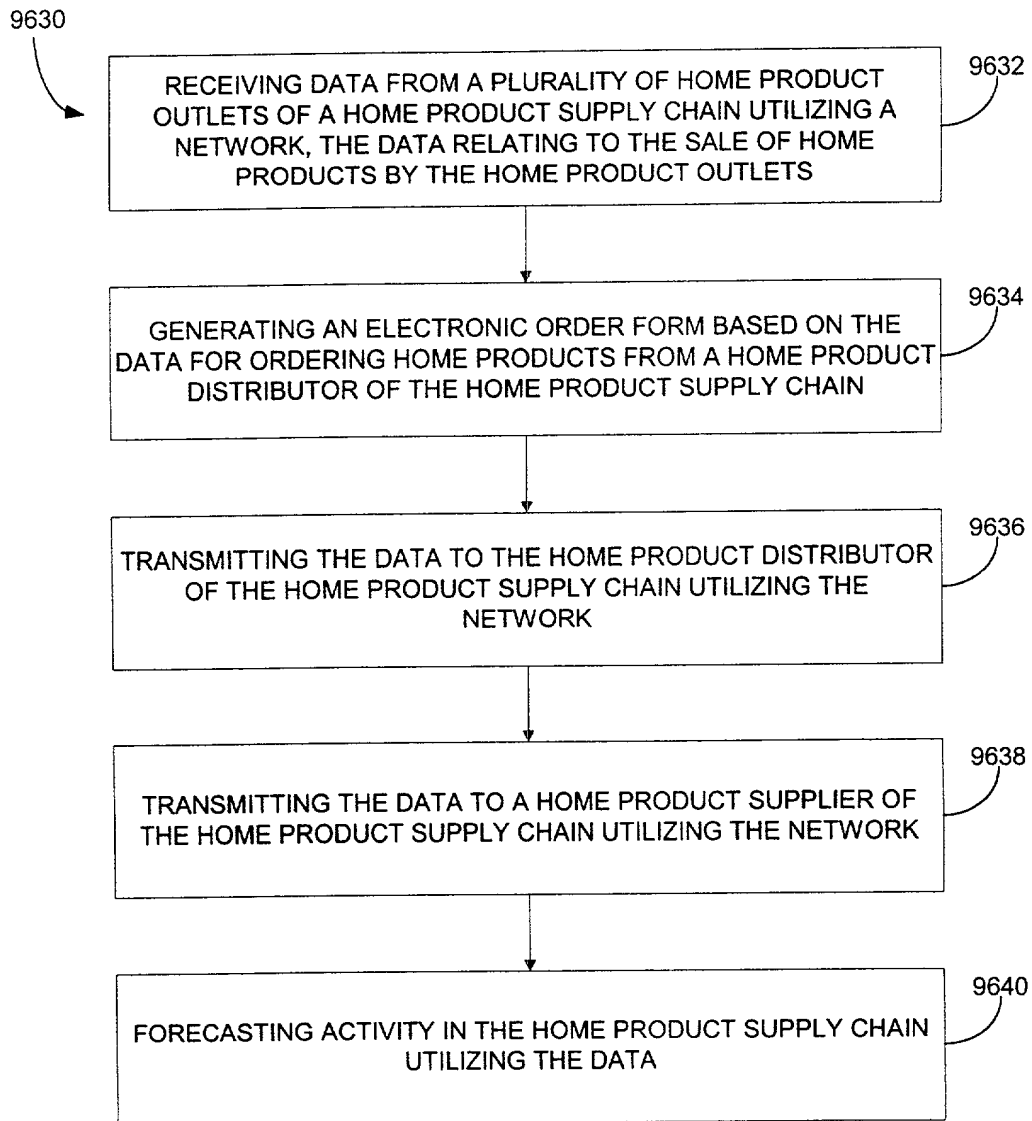 9630
RECEIVING DATA FROM A PLURALITY OF HOME PRODUCT
OUTLETS OF A HOME PRODUCT SUPPLY CHAIN UTILIZING A
NETWORK, THE DATA RELATING TO THE SALE OF HOME
PRODUCTS BY THE HOME PRODUCT OUTLETS
9632
GENERATING AN ELECTRONIC ORDER FORM BASED ON THE
DATA FOR ORDERING HOME PRODUCTS FROM A HOME PRODUCT
DISTRIBUTOR OF THE HOME PRODUCT SUPPLY CHAIN
9634
TRANSMITTING THE DATA TO THE HOME PRODUCT DISTRIBUTOR
OF THE HOME PRODUCT SUPPLY CHAIN UTILIZING THE
NETWORK
9636
TRANSMITTING THE DATA TO A HOME PRODUCT SUPPLIER OF
THE HOME PRODUCT SUPPLY CHAIN UTILIZING THE NETWORK
9638
FORECASTING ACTIVITY IN THE HOME PRODUCT SUPPLY CHAIN
UTILIZING THE DATA
9640